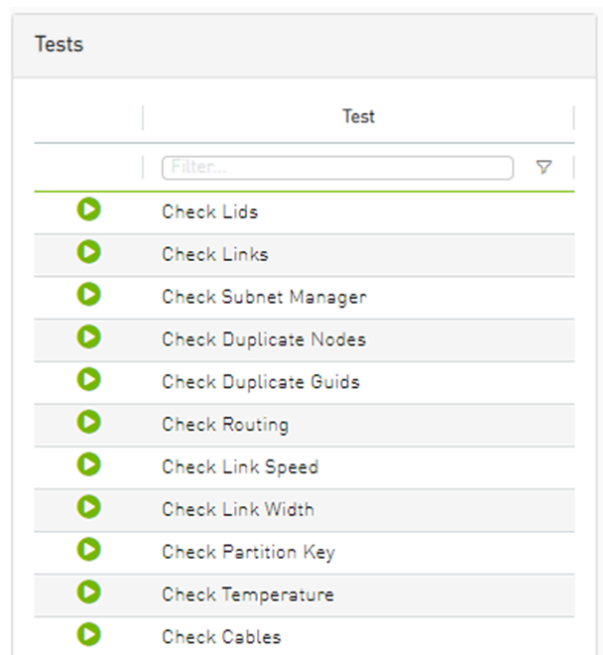 Tests
Test
Filter...
Check Lids
Check Links
Check Subnet Manager
Check Duplicate Nodes
Check Duplicate Guids
Check Routing
Check Link Speed
Check Link Width
Check Partition Key
Check Temperature
Check Cables